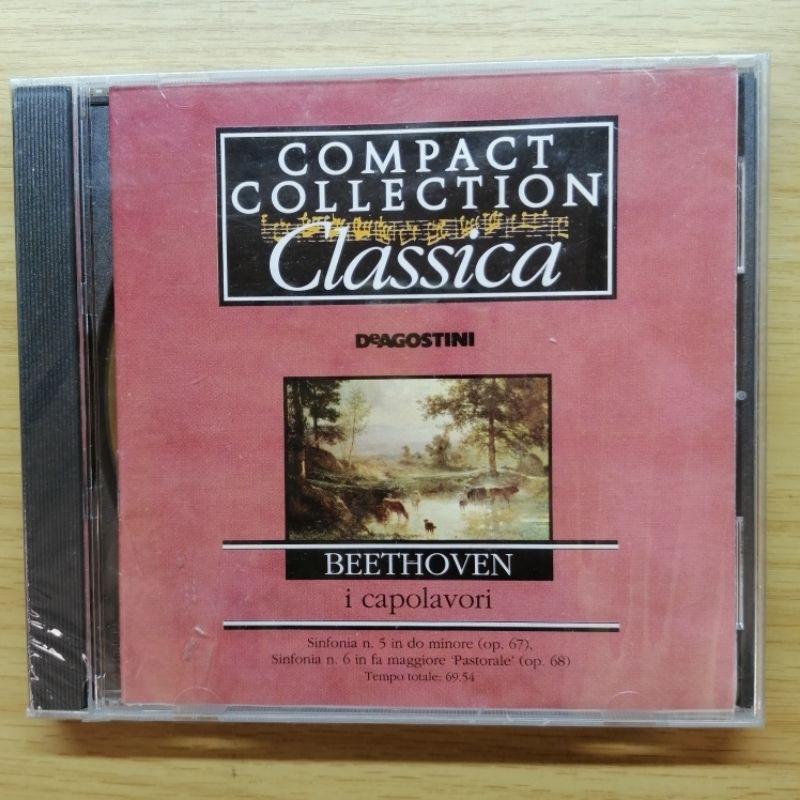 COMPACT
COLLECTION
Classica
DeAGOSTINI
BEETHOVEN
i capolavori
Sinfonia n. 5 in do minore (op. 67),
Sinfonia n. 6 in fa maggiore ‘Pastorale’ (op. 68)
Tempo totale: 69.54